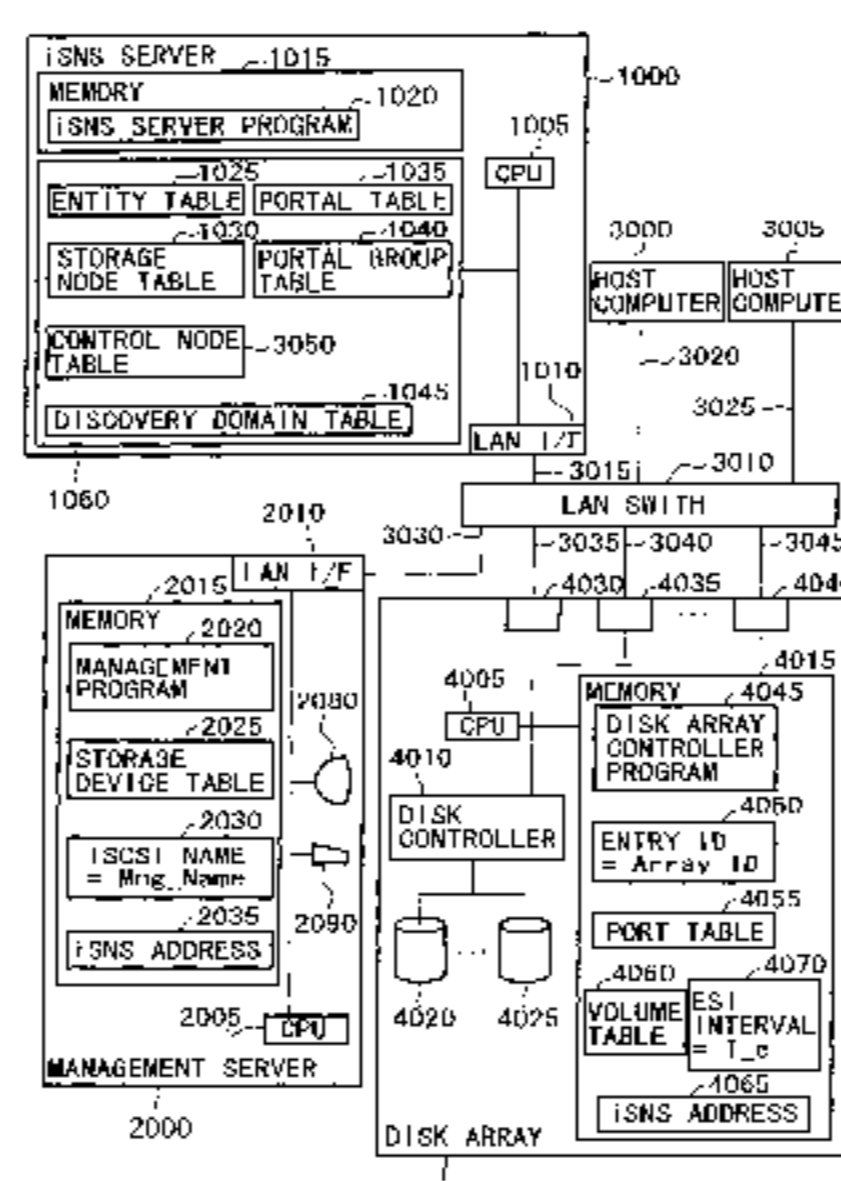 iSNS SERVER
1015
MEMORY
1020
iSNS SERVER PROGRAM
1000
1005
CPU
1025
1035
ENTITY TABLE
PORTAL TABLE
1030
1040
STORAGE
NODE TABLE
PORTAL GROUP
TABLE
CONTROL NODE
TABLE
3050
1045
DISCOVERY DOMAIN TABLE
1010
LAN I/F
1060
3000
3005
HOST
COMPUTER
HOST
COMPUTE
3020
3025
3015
3010
LAN SWITH
3030
3035
3040
3045
2010
LAN I/F
2015
MEMORY
2020
MANAGEMENT
PROGRAM
2025
STORAGE
DEVICE TABLE
2080
2030
ISCSI NAME
= Mng_Name
2090
2035
iSNS ADDRESS
2005
CPU
MANAGEMENT SERVER
2000
4030
4035
...
404
4015
MEMORY
4005
CPU
4045
DISK ARRAY
CONTROLLER
PROGRAM
4010
DISK
CONTROLLER
ENTRY ID
= Array ID
4055
PORT TABLE
...
4020
4025
4060
VOLUME
TABLE
4070
ESI
INTERVAL
= T_e
4065
iSNS ADDRESS
DISK ARRAY